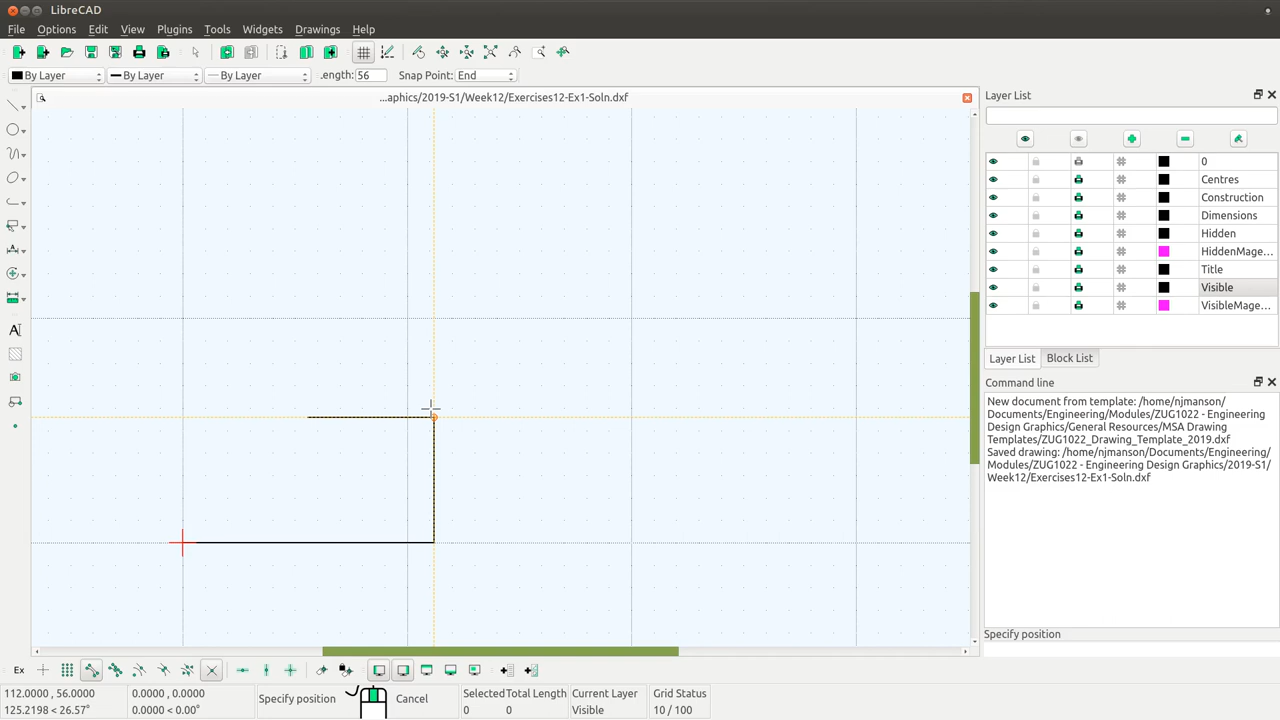 LibreCAD
File Options Edit View Plugins Tools Widgets Drawings Help
By Layer By Layer By Layer .ength: 56 Snap Point: End
...aphics/2019-S1/Week12/Exercises12-Ex1-Soln.dxf
Layer List
0
Centres
Construction
Dimensions
Hidden
HiddenMage...
Title
Visible
VisibleMage...
Layer List Block List
Command line
New document from template: /home/njmanson/
Documents/Engineering/Modules/ZUG1022 - Engineering
Design Graphics/General Resources/MSA Drawing
Templates/ZUG1022_Drawing_Template_2019.dxf
Saved drawing: /home/njmanson/Documents/Engineering/
Modules/ZUG1022 - Engineering Design Graphics/2019-S1/
Week12/Exercises12-Ex1-Soln.dxf
Specify position
Ex
112.0000 , 56.0000 0.0000 , 0.0000 Specify position Cancel Selected Total Length Current Layer Grid Status
125.2198 < 26.57° 0.0000 < 0.00° 0 0 Visible 10 / 100